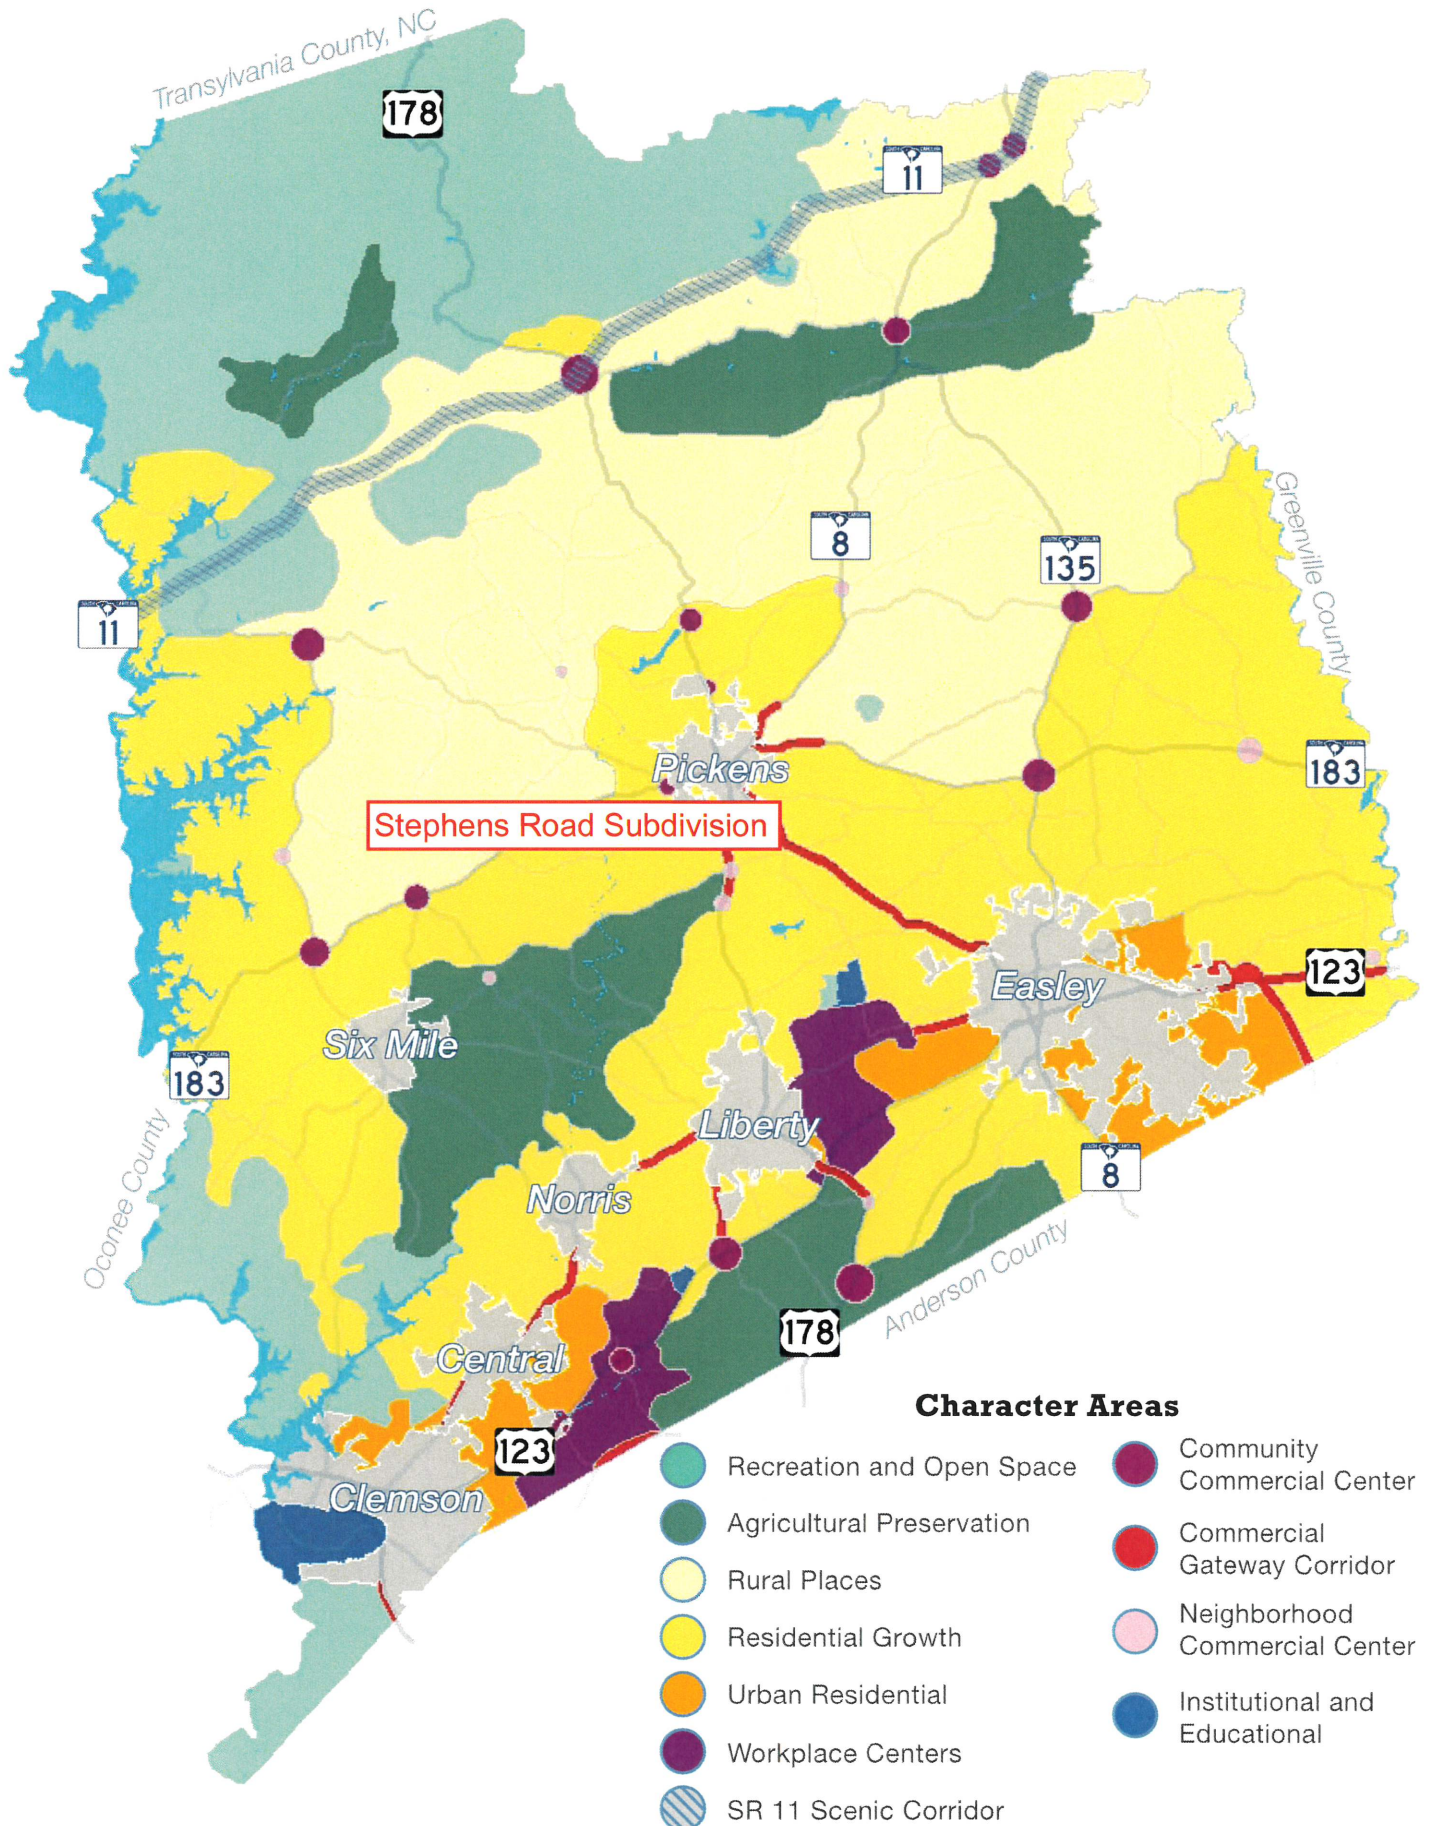 Transylvania County, NC
178
11
8
135
Greenville County
11
Pickens
183
Stephens Road Subdivision
Easley
123
Six Mile
183
Liberty
Oconee County
8
Norris
Anderson County
178
Central
123
Clemson
Character Areas
Recreation and Open Space
Agricultural Preservation
Rural Places
Residential Growth
Urban Residential
Workplace Centers
SR 11 Scenic Corridor
Community
Commercial Center
Commercial
Gateway Corridor
Neighborhood
Commercial Center
Institutional and
Educational